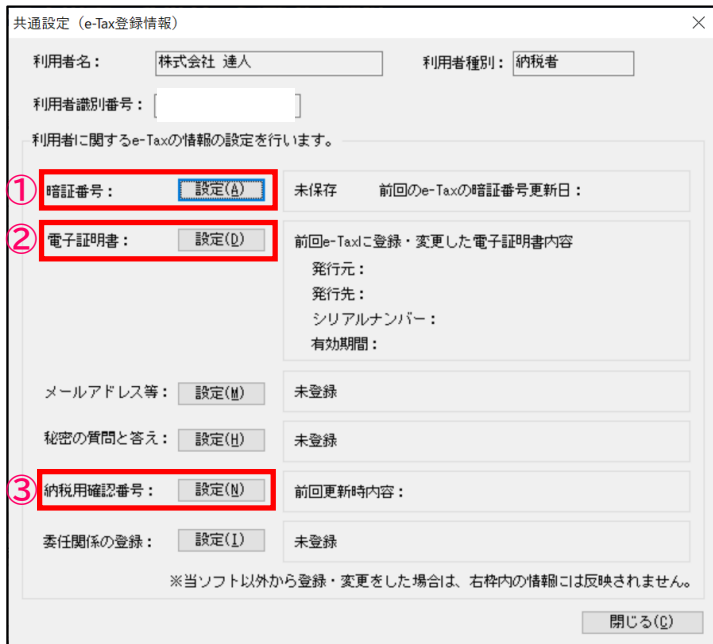 共通設定（e-Tax登録情報）
利用者名： 株式会社 達人 利用者種別： 納税者
利用者識別番号：
利用者に関するe-Taxの情報の設定を行います。
① 暗証番号： 設定(A) 未保存 前回のe-Taxの暗証番号更新日：
② 電子証明書： 設定(D) 前回e-Taxに登録・変更した電子証明書内容
発行元：
発行先：
シリアルナンバー：
有効期間：
メールアドレス等： 設定(M) 未登録
秘密の質問と答え： 設定(H) 未登録
③ 納税用確認番号： 設定(N) 前回更新時内容：
委任関係の登録： 設定(I) 未登録
※当ソフト以外から登録・変更をした場合は、右枠内の情報には反映されません。
閉じる(C)